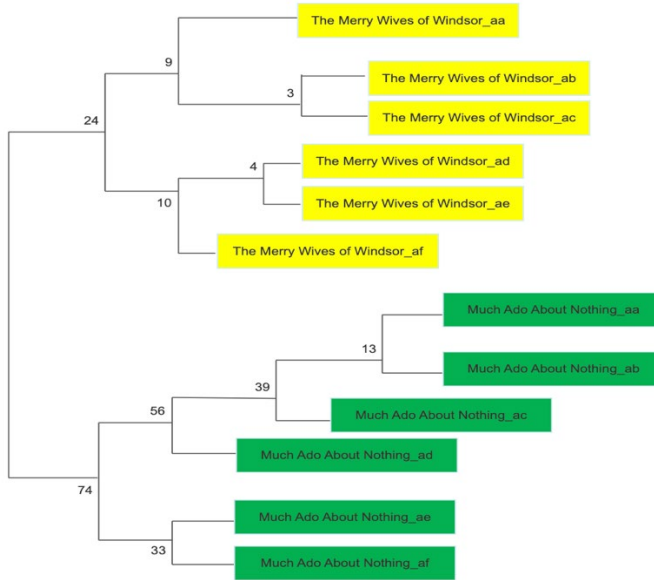 The Merry Wives of Windsor_aa
9
The Merry Wives of Windsor_ab
3
The Merry Wives of Windsor_ac
24
The Merry Wives of Windsor_ad
4
The Merry Wives of Windsor_ae
10
The Merry Wives of Windsor_af
Much Ado About Nothing_aa
13
Much Ado About Nothing_ab
39
56
Much Ado About Nothing_ac
Much Ado About Nothing_ad
74
Much Ado About Nothing_ae
33
Much Ado About Nothing_af